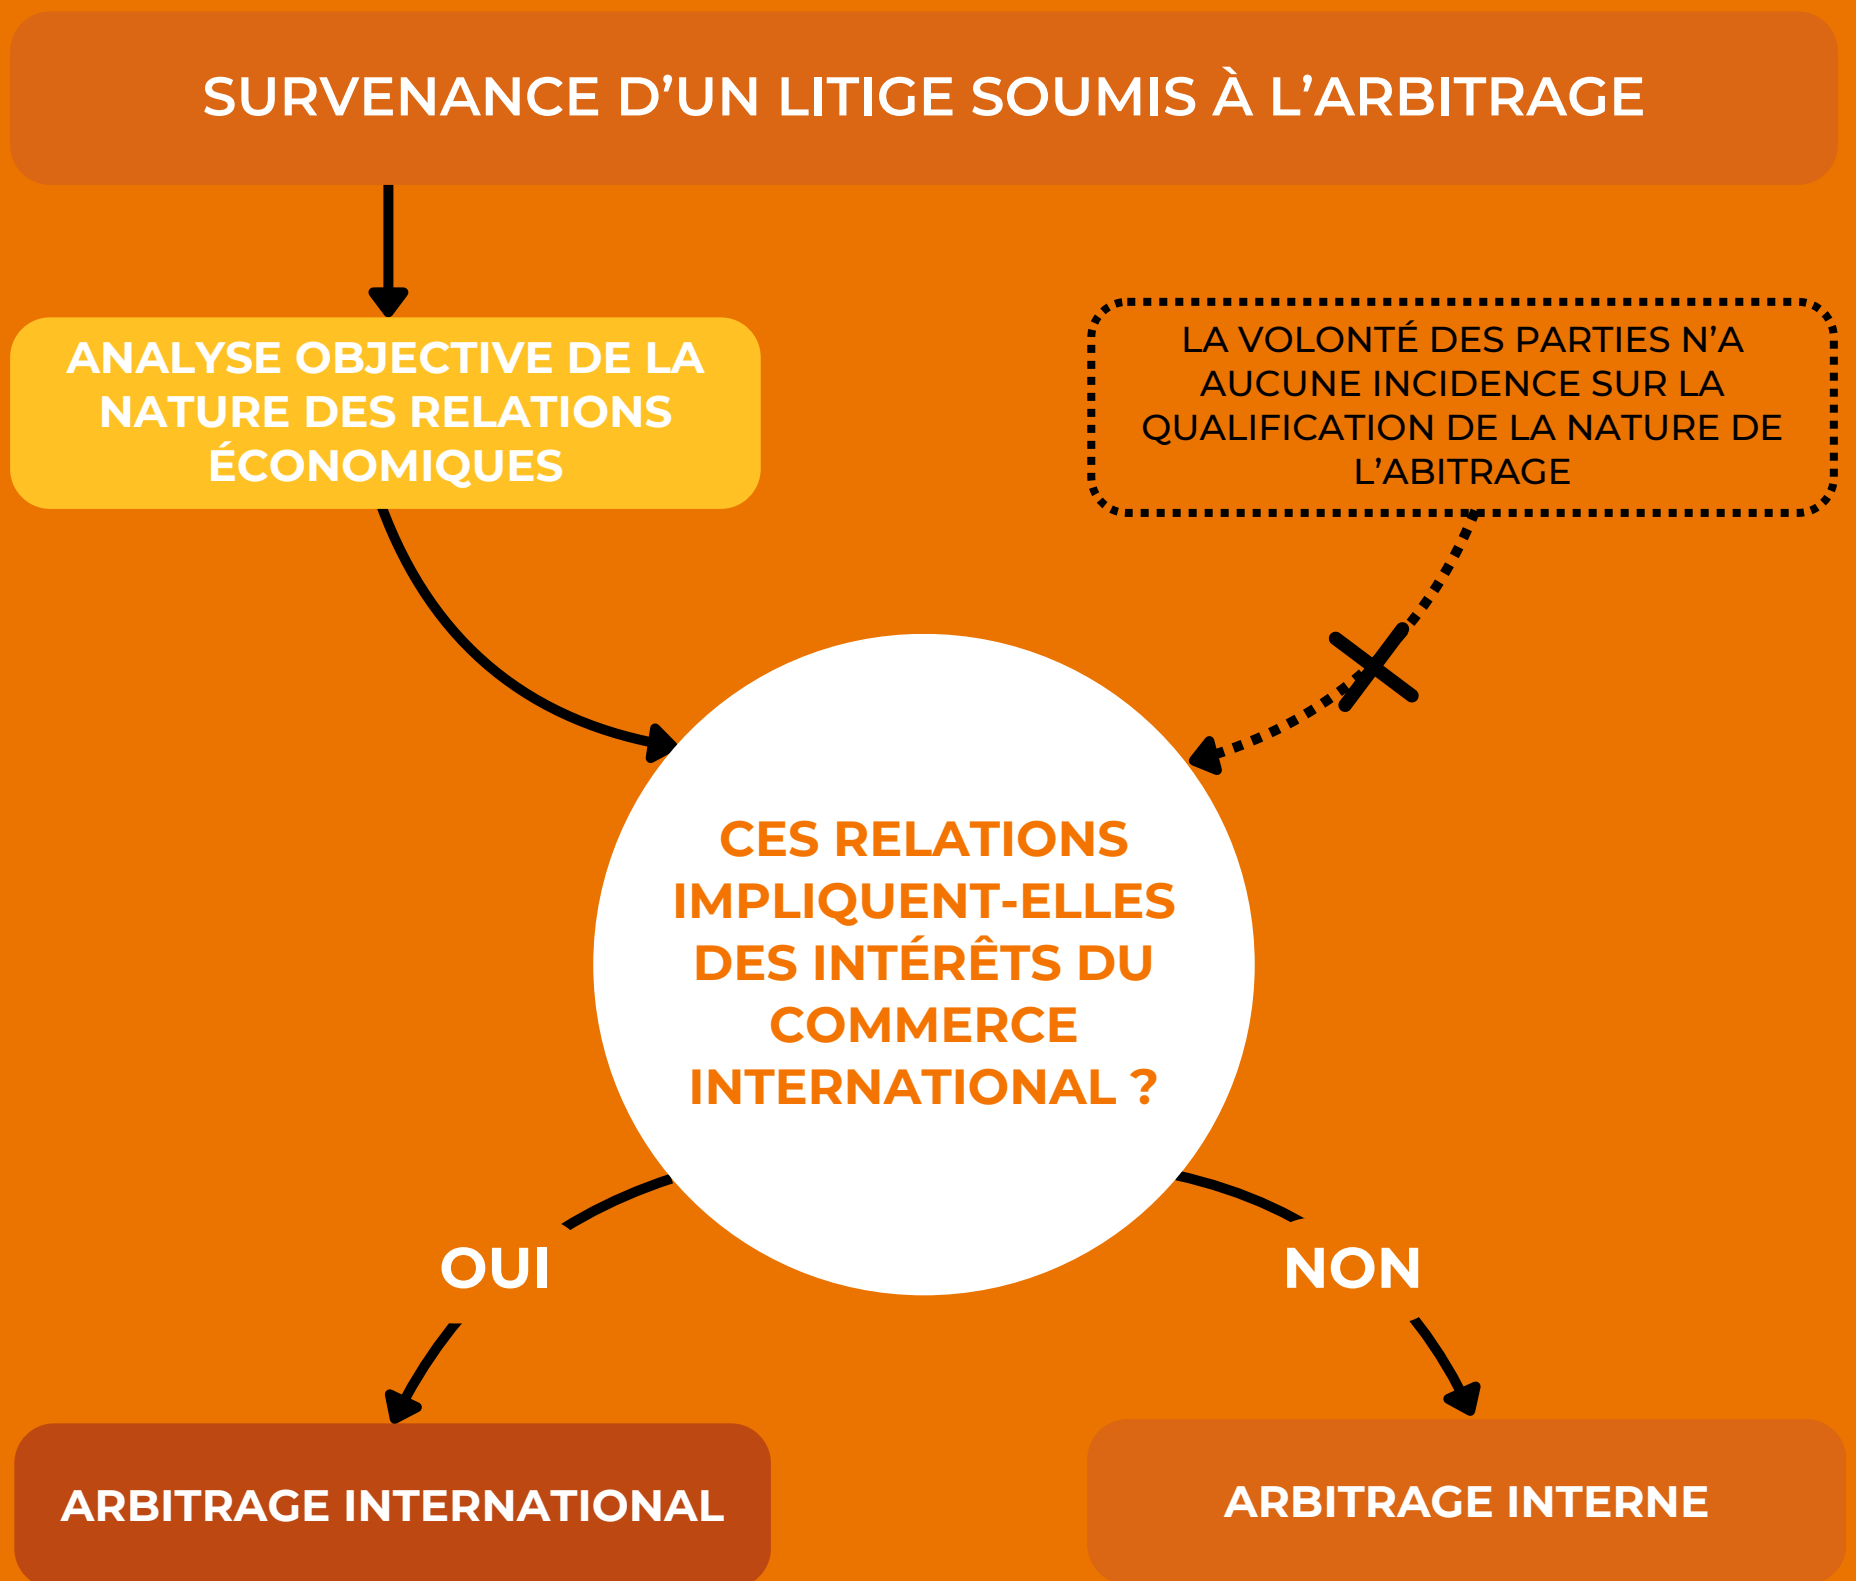 SURVENANCE D’UN LITIGE SOUMIS À L’ARBITRAGE
ANALYSE OBJECTIVE DE LA
NATURE DES RELATIONS
ÉCONOMIQUES
LA VOLONTÉ DES PARTIES N’A
AUCUNE INCIDENCE SUR LA
QUALIFICATION DE LA NATURE DE
L’ABITRAGE
CES RELATIONS
IMPLIQUENT-ELLES
DES INTÉRÊTS DU
COMMERCE
INTERNATIONAL ?
OUI
NON
ARBITRAGE INTERNATIONAL
ARBITRAGE INTERNE